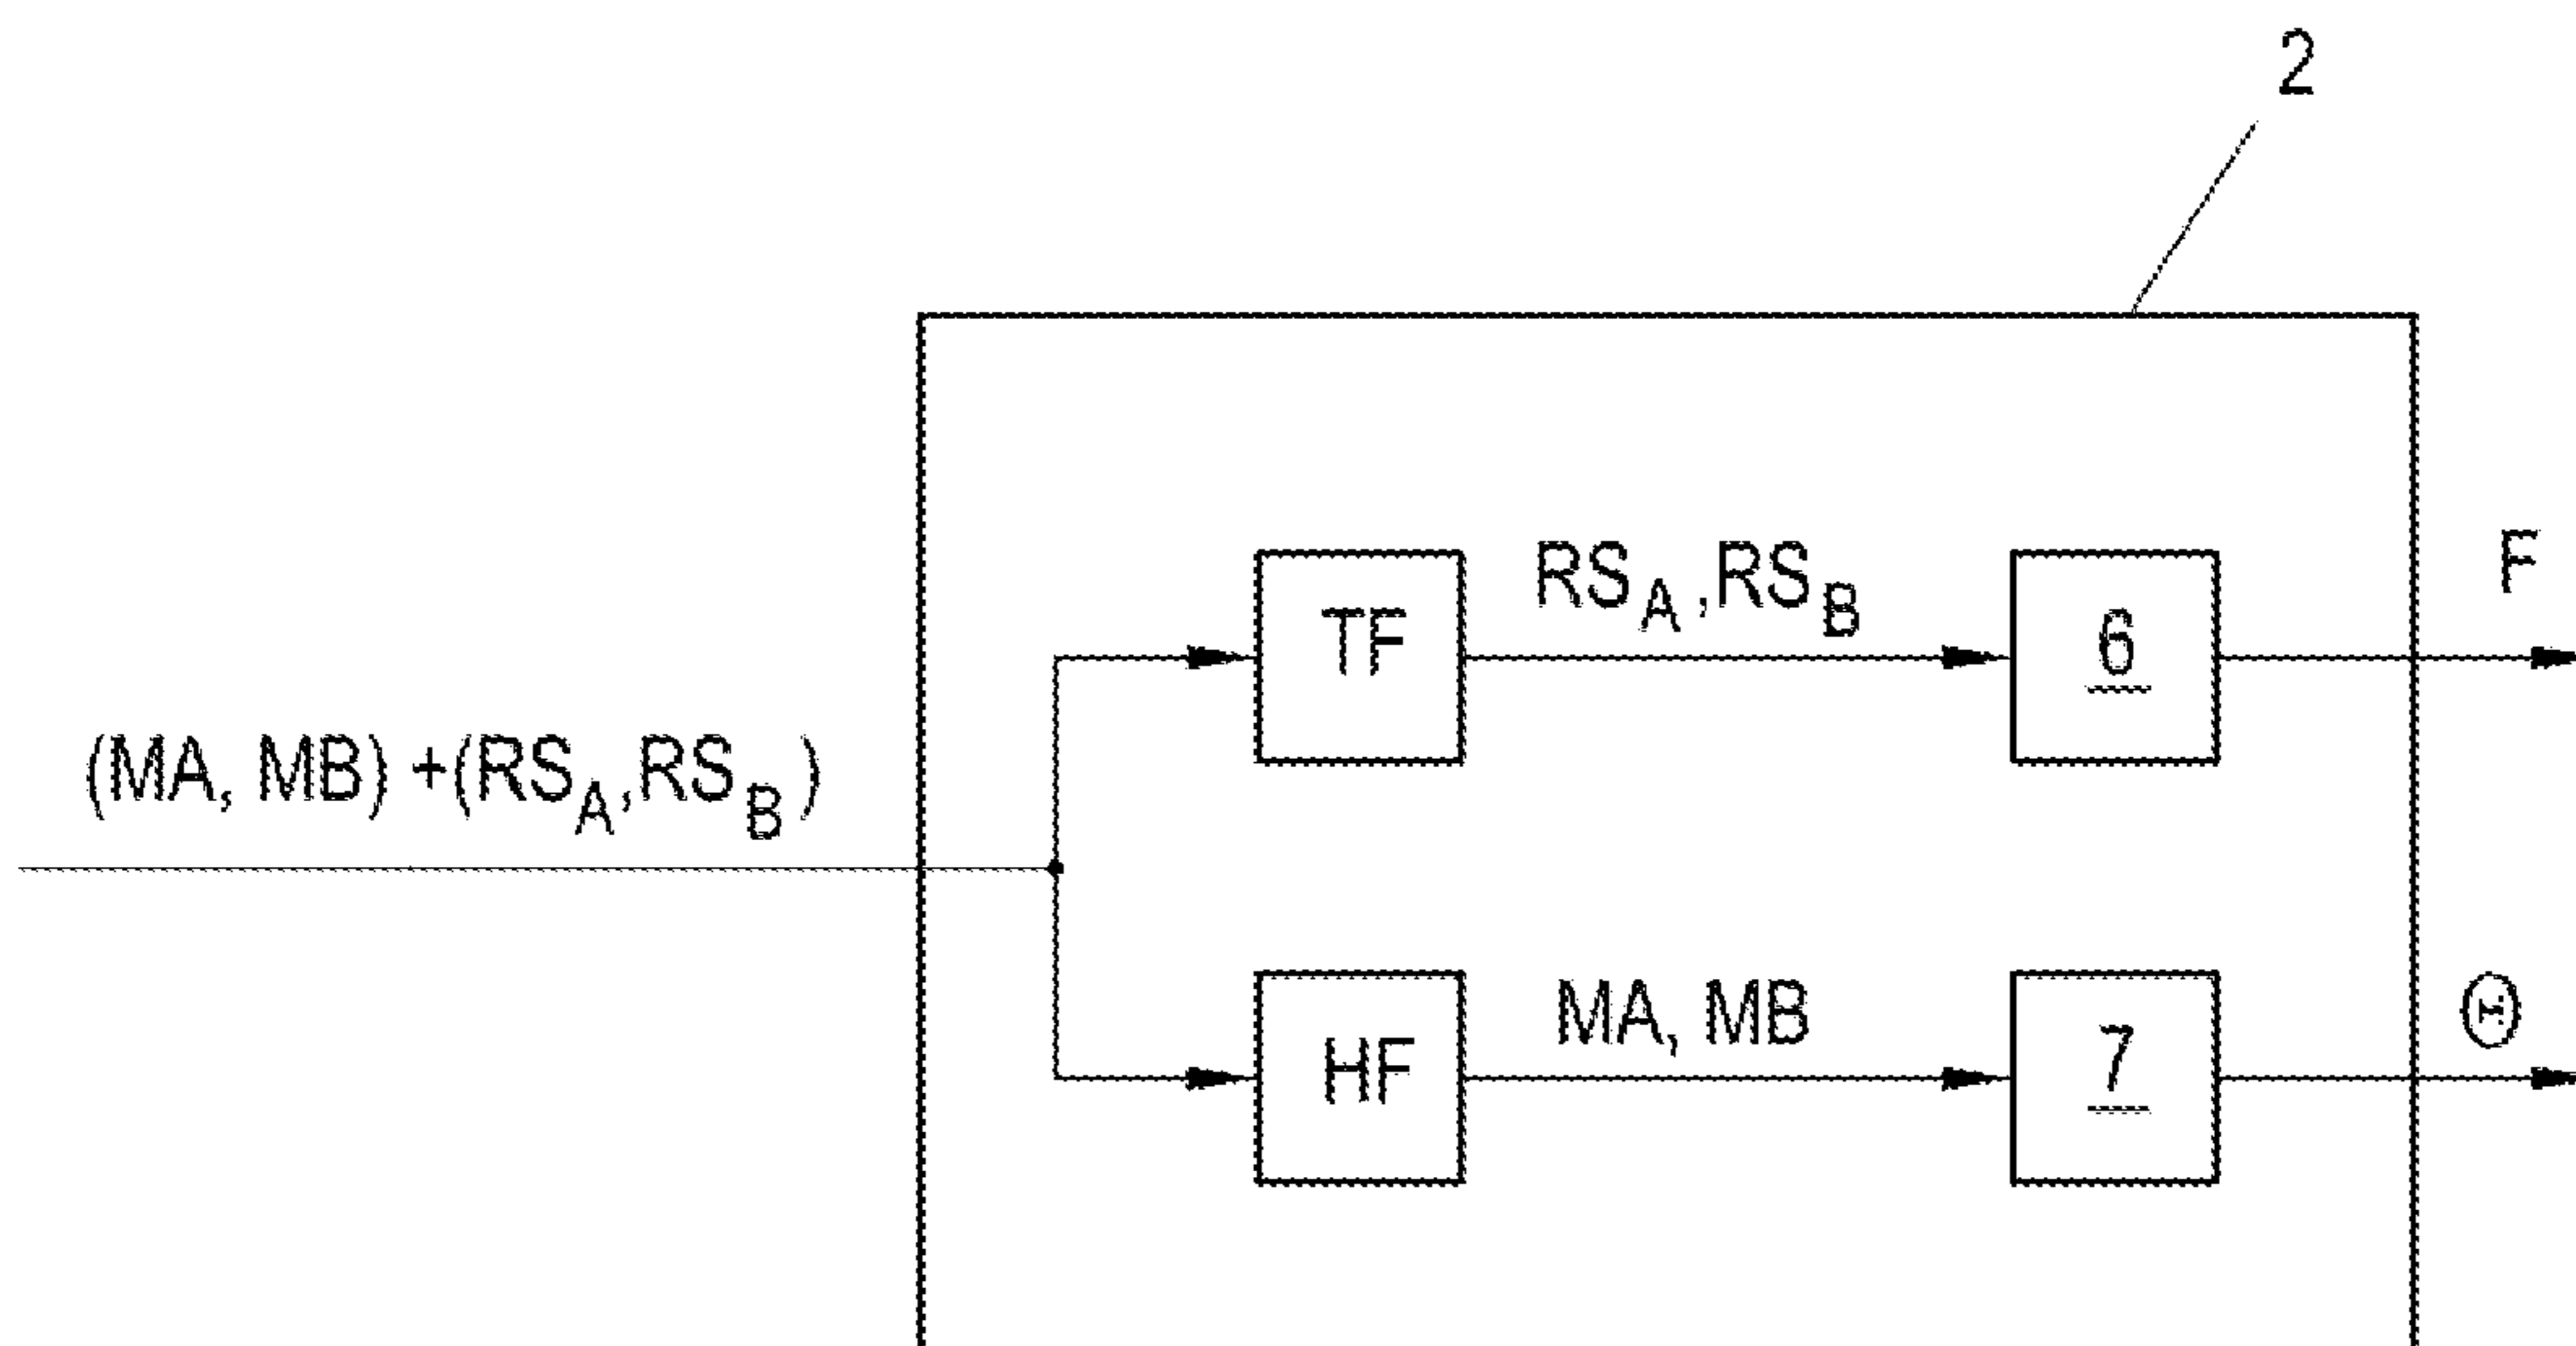 2
RS_A, RS_B
F
TF
6
(MA, MB) +(RS_A, RS_B)
MA, MB
Θ
HF
7